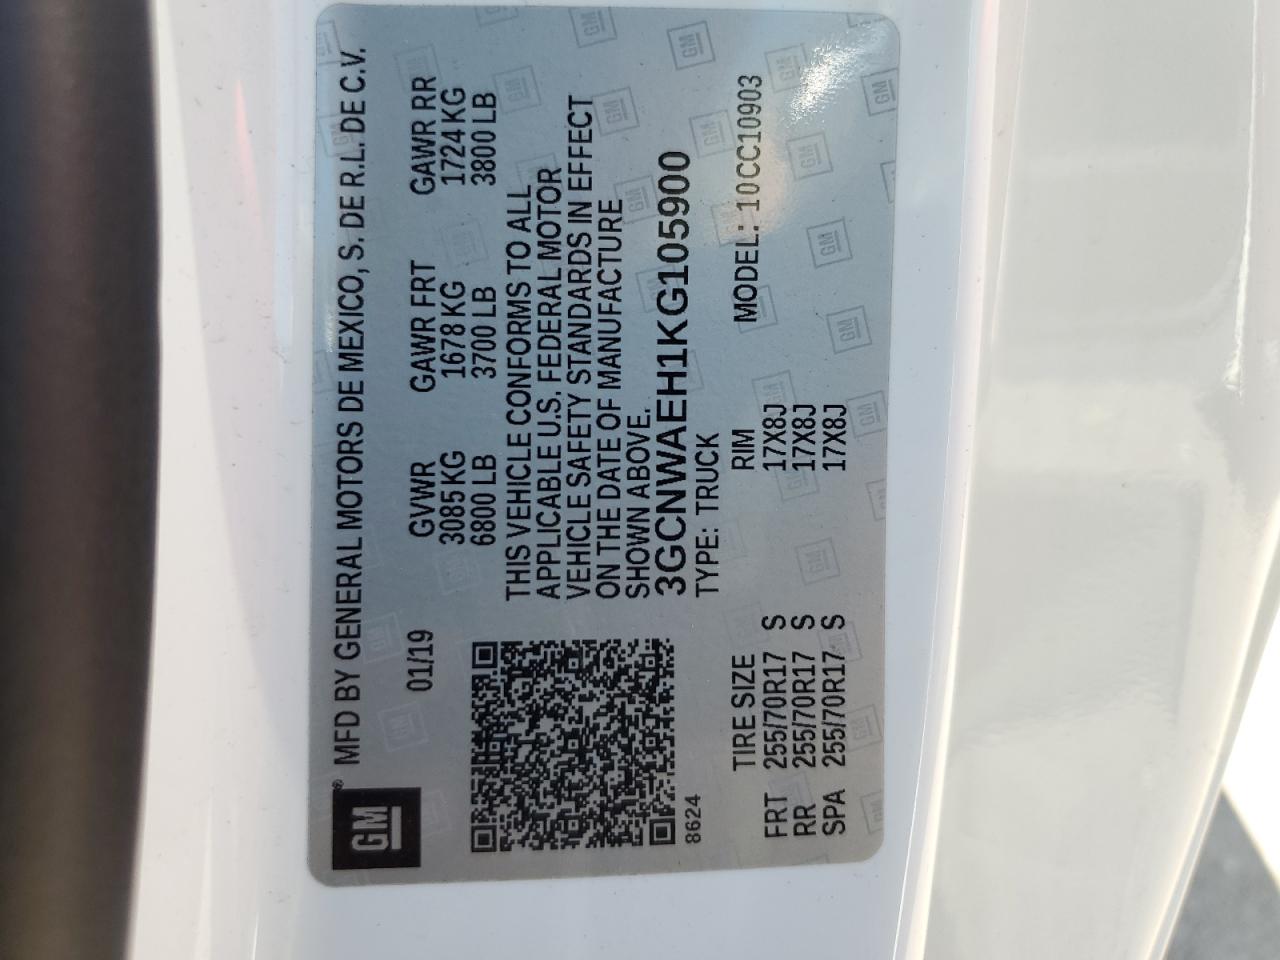 GM® MFD BY GENERAL MOTORS DE MEXICO, S. DE R.L. DE C.V.
01/19 GVWR GAWR FRT GAWR RR
3085 KG 1678 KG 1724 KG
6800 LB 3700 LB 3800 LB
THIS VEHICLE CONFORMS TO ALL
APPLICABLE U.S. FEDERAL MOTOR
VEHICLE SAFETY STANDARDS IN EFFECT
ON THE DATE OF MANUFACTURE
SHOWN ABOVE.
3GCNWAEH1KG105900
8624 TYPE: TRUCK
TIRE SIZE RIM MODEL: 10CC10903
FRT 255/70R17 S 17X8J
RR 255/70R17 S 17X8J
SPA 255/70R17 S 17X8J